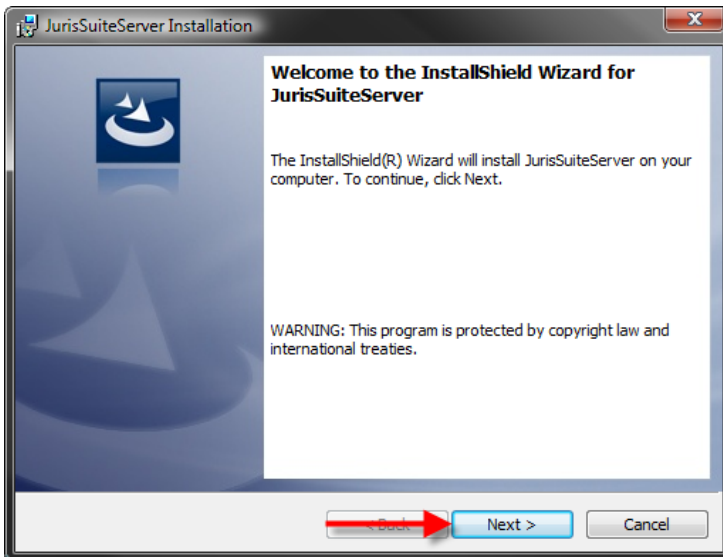 JurisSuiteServer Installation
Welcome to the InstallShield Wizard for
JurisSuiteServer
The InstallShield(R) Wizard will install JurisSuiteServer on your
computer. To continue, click Next.
WARNING: This program is protected by copyright law and
international treaties.
< Back Next > Cancel